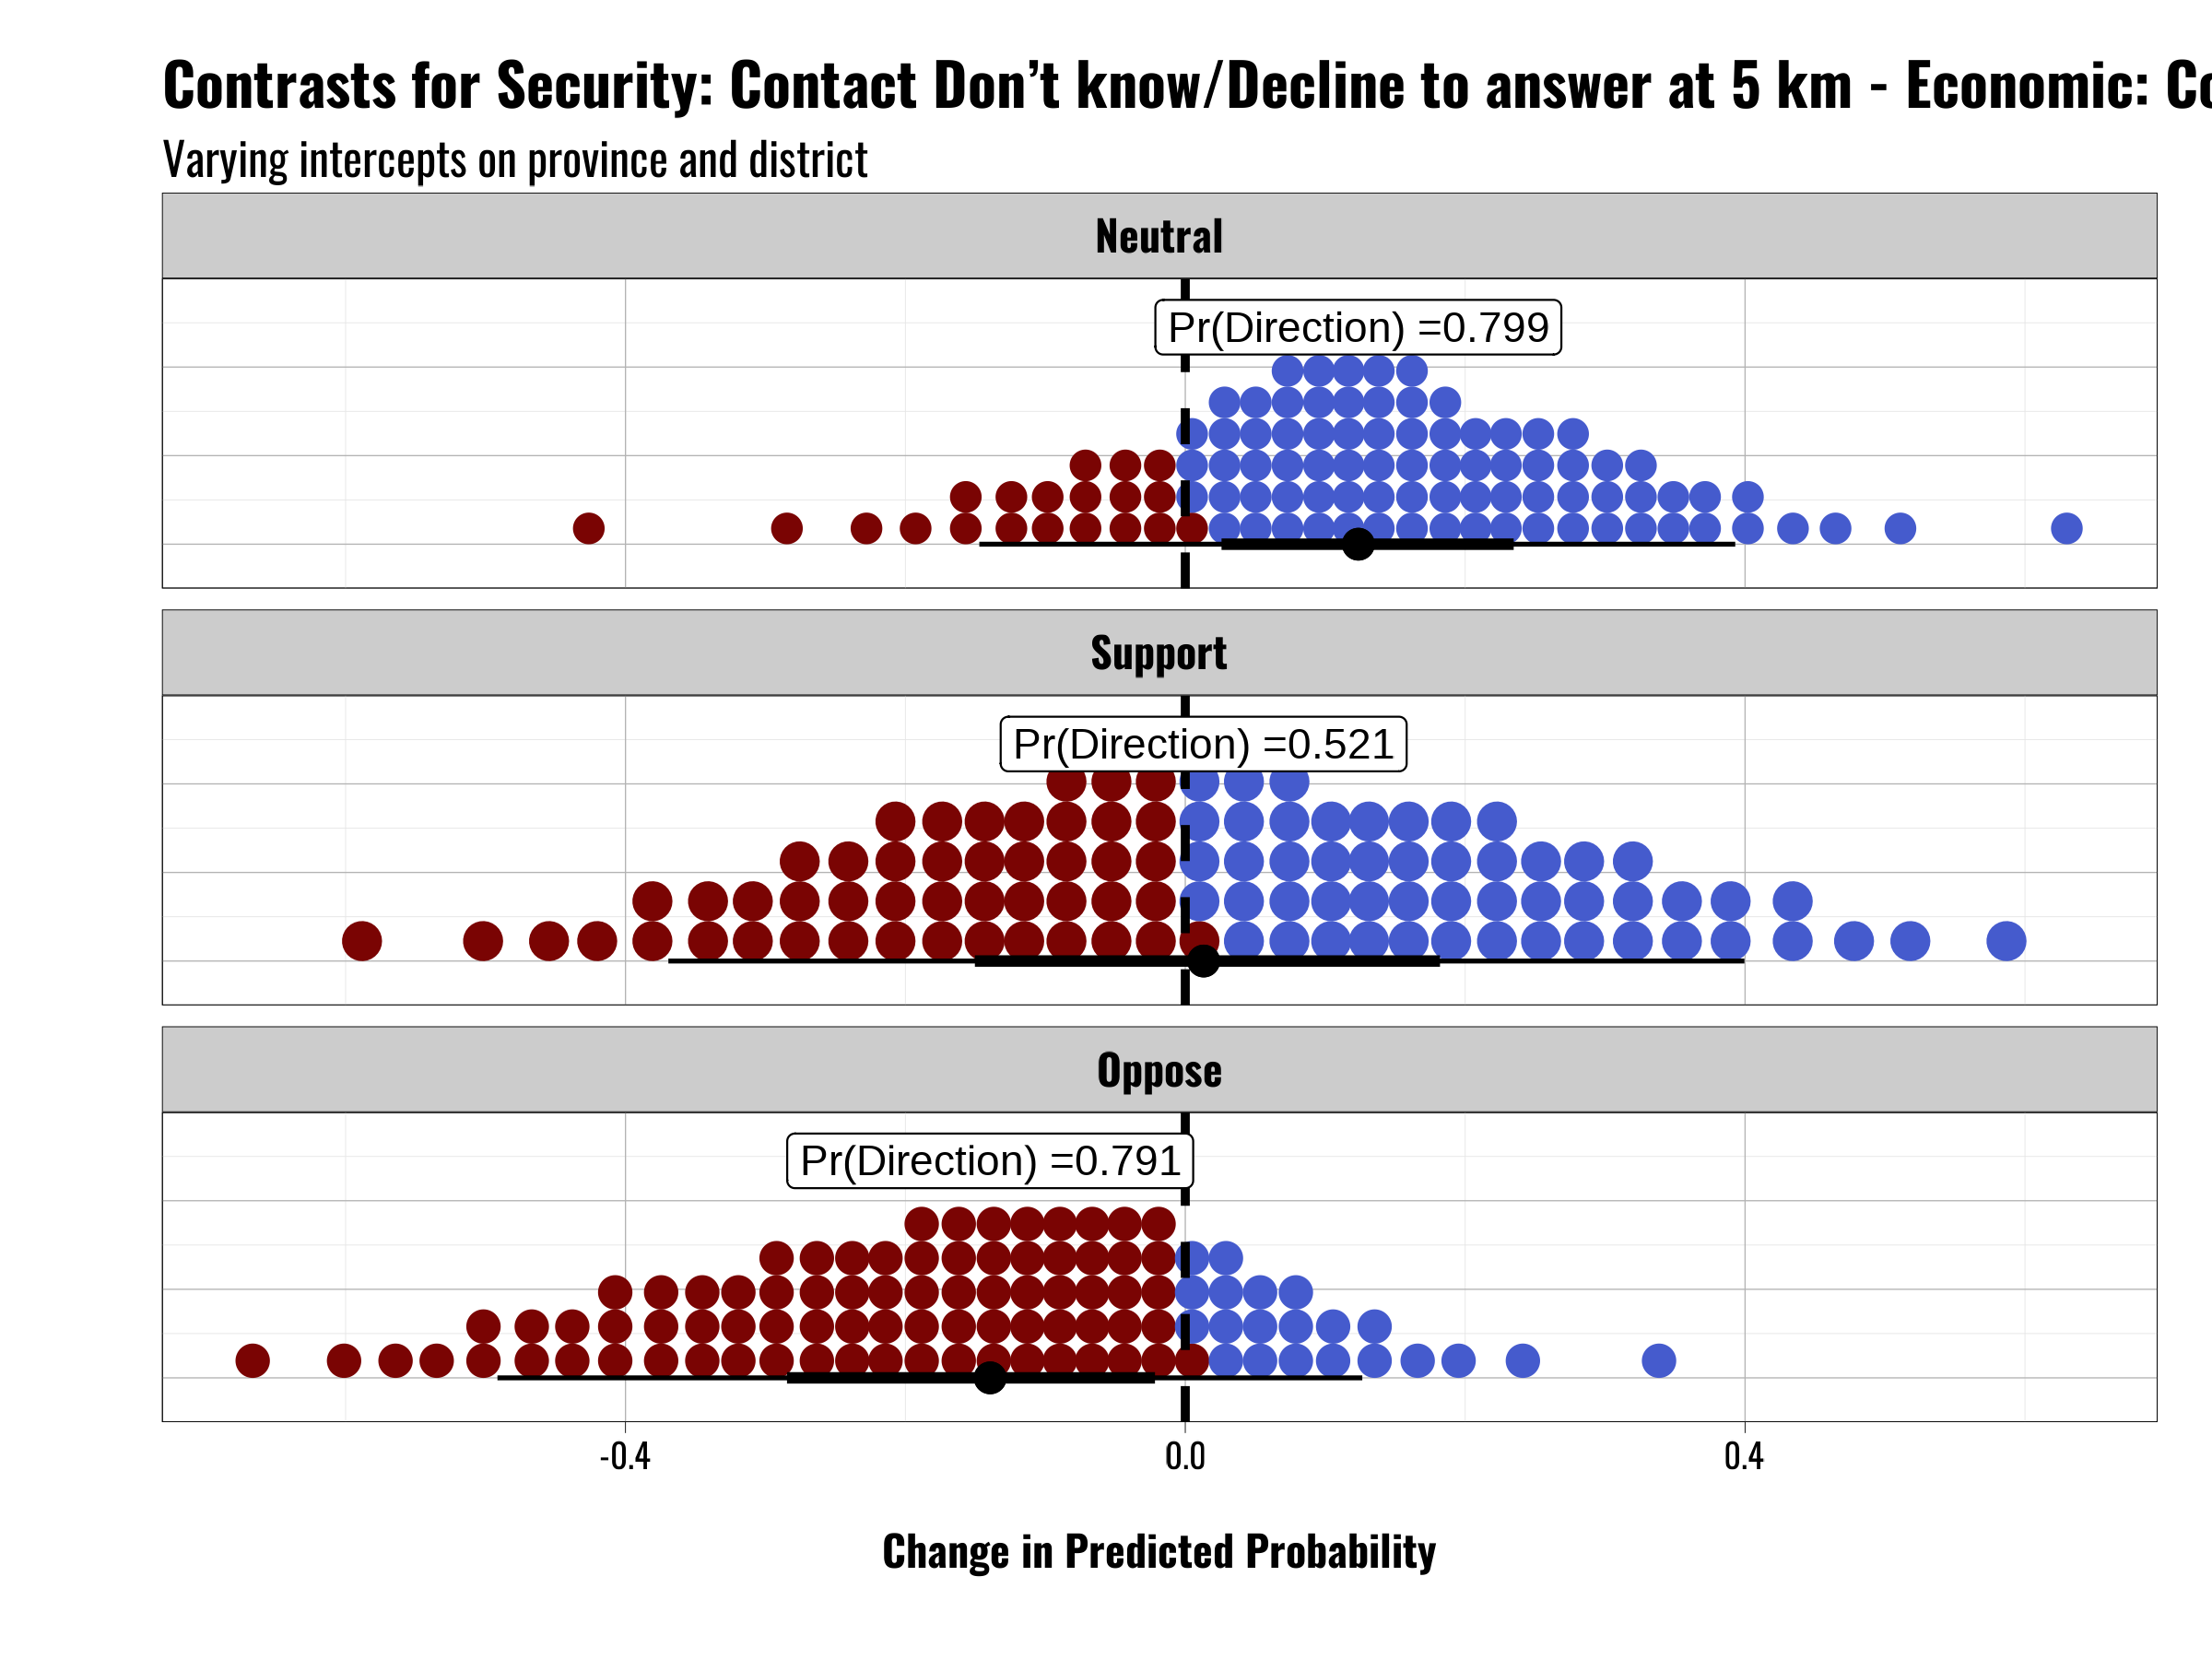 Contrasts for Security: Contact Don’t know/Decline to answer at 5 km - Economic:
Varying intercepts on province and district
Neutral
Pr(Direction) =0.799
Support
Pr(Direction) =0.521
Oppose
Pr(Direction) =0.791
-0.4 0.0 0.4
Change in Predicted Probability